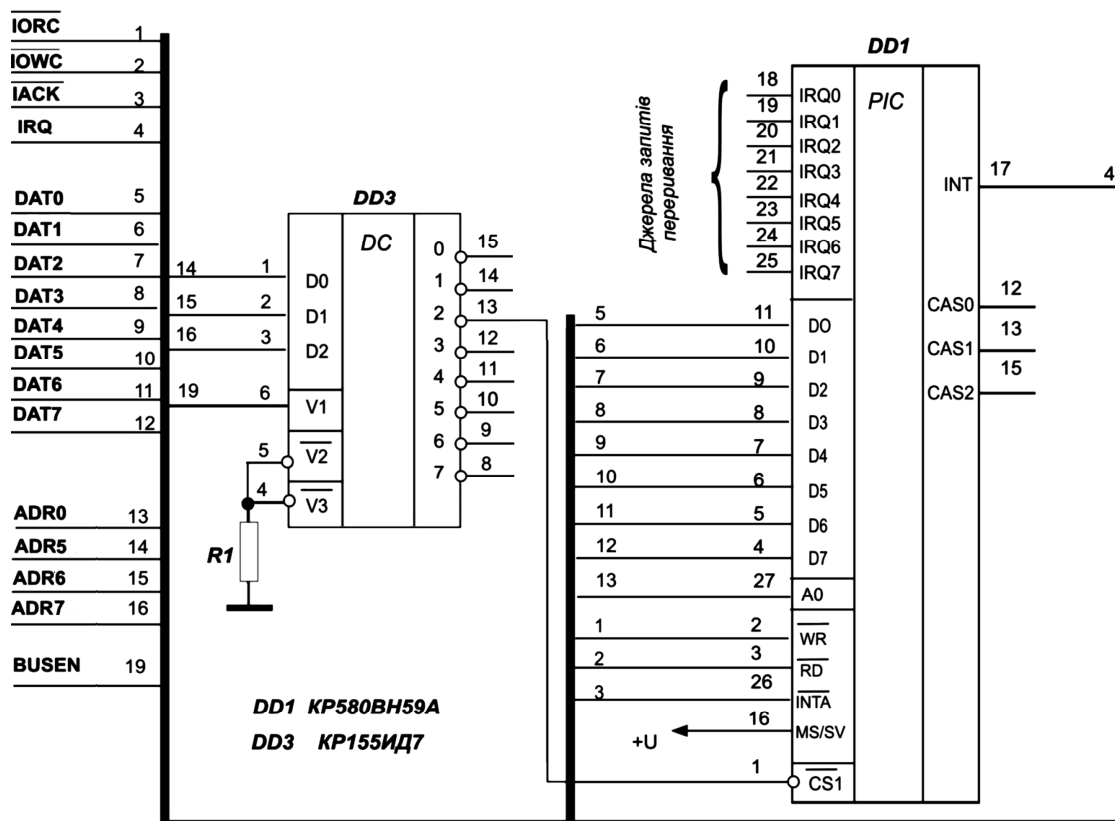 IORC 1
IOWC 2
IACK 3
IRQ 4
DAT0 5
DAT1 6
DAT2 7
DAT3 8
DAT4 9
DAT5 10
DAT6 11
DAT7 12
ADR0 13
ADR5 14
ADR6 15
ADR7 16
BUSEN 19
DD3
DC
14 1 D0
15 2 D1
16 3 D2
19 6 V1
5 V2
4 V3
0 15
1 14
2 13
3 12
4 11
5 10
6 9
7 8
R1
DD1 КР580ВН59А
DD3 КР155ИД7
Джерела запитів
переривання
DD1
PIC
18 IRQ0
19 IRQ1
20 IRQ2
21 IRQ3
22 IRQ4
23 IRQ5
24 IRQ6
25 IRQ7
5 11 DO
6 10 D1
7 9 D2
8 8 D3
9 7 D4
10 6 D5
11 5 D6
12 4 D7
13 27 A0
1 2 WR
2 3 RD
3 26 INTA
+U 16 MS/SV
1 CS1
INT 17 4
CAS0 12
CAS1 13
CAS2 15